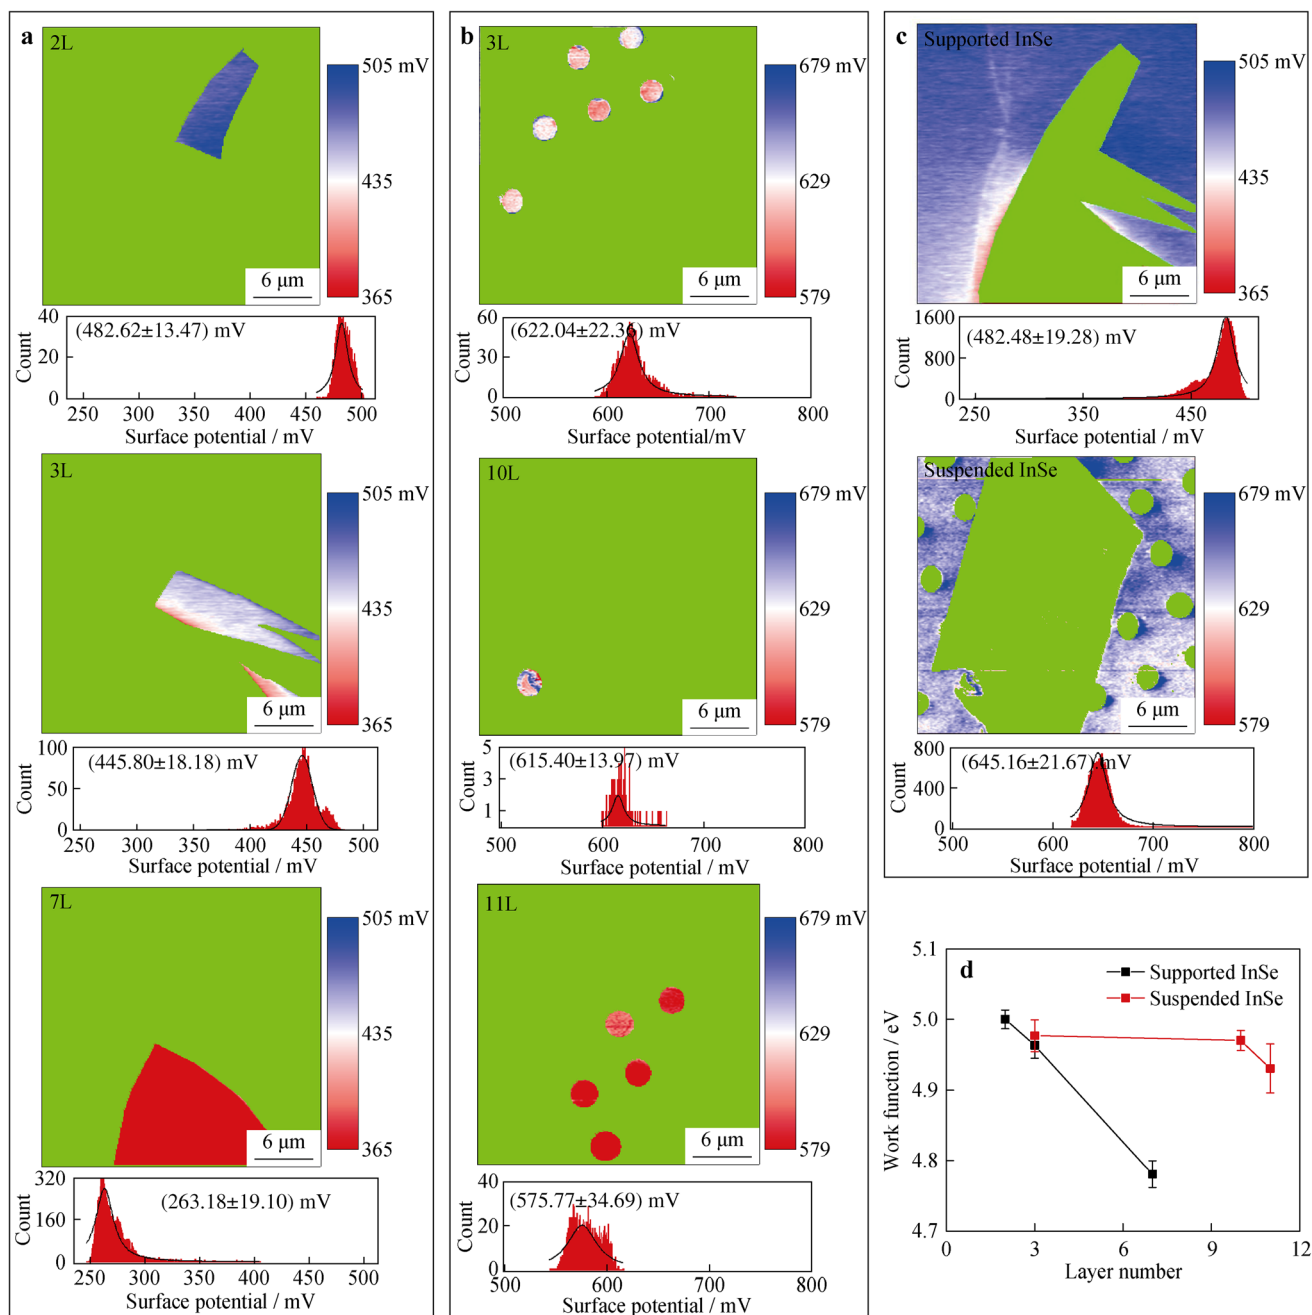 a
2L
505 mV
435
365
6 μm
(482.62±13.47) mV
40
20
0
Count
250 300 350 400 450 500
Surface potential / mV
3L
505 mV
435
365
6 μm
(445.80±18.18) mV
100
50
0
Count
250 300 350 400 450 500
Surface potential / mV
7L
505 mV
435
365
6 μm
(263.18±19.10) mV
320
160
0
Count
250 300 350 400 450 500
Surface potential / mV
b
3L
679 mV
629
579
6 μm
(622.04±22.36) mV
60
30
0
Count
500 600 700 800
Surface potential/mV
10L
679 mV
629
579
6 μm
(615.40±13.97) mV
5
3
1
Count
500 600 700 800
Surface potential / mV
11L
679 mV
629
579
6 μm
(575.77±34.69) mV
40
20
0
Count
500 600 700 800
Surface potential / mV
c
Supported InSe
505 mV
435
365
6 μm
(482.48±19.28) mV
1600
800
0
Count
250 350 450
Surface potential / mV
Suspended InSe
679 mV
629
579
6 μm
(645.16±21.67) mV
800
400
0
Count
500 600 700 800
Surface potential / mV
d
Supported InSe
Suspended InSe
5.1
5.0
4.9
4.8
4.7
Work function / eV
0 3 6 9 12
Layer number